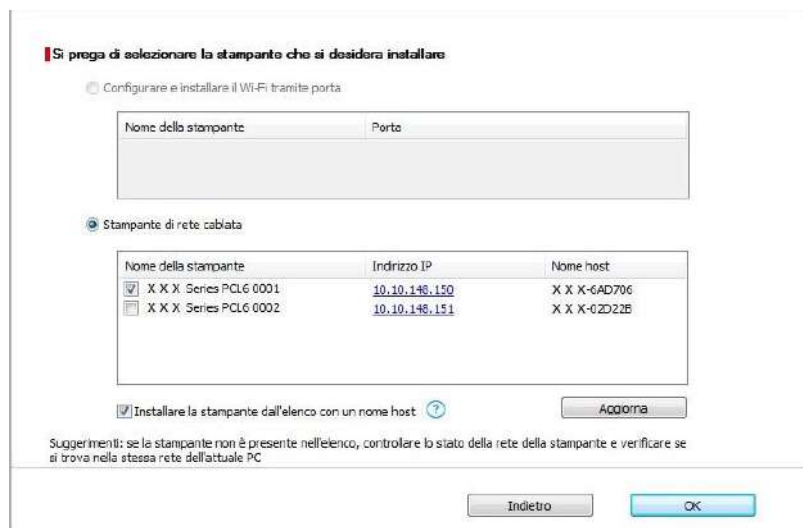 Si prega di selezionare la stampante che si desidera installare
Configurare e installare il Wi-Fi tramite porta
Nome della stampante Porta
Stampante di rete cablata
Nome della stampante Indirizzo IP Nome host
X X X Series PCL6 0001 10.10.148.150 X X X-6AD706
X X X Series PCL6 0002 10.10.148.151 X X X-02D22B
Installare la stampante dall'elenco con un nome host ?
Aggiorna
Suggerimenti: se la stampante non è presente nell'elenco, controllare lo stato della rete della stampante e verificare se
si trova nella stessa rete dell'attuale PC
Indietro OK